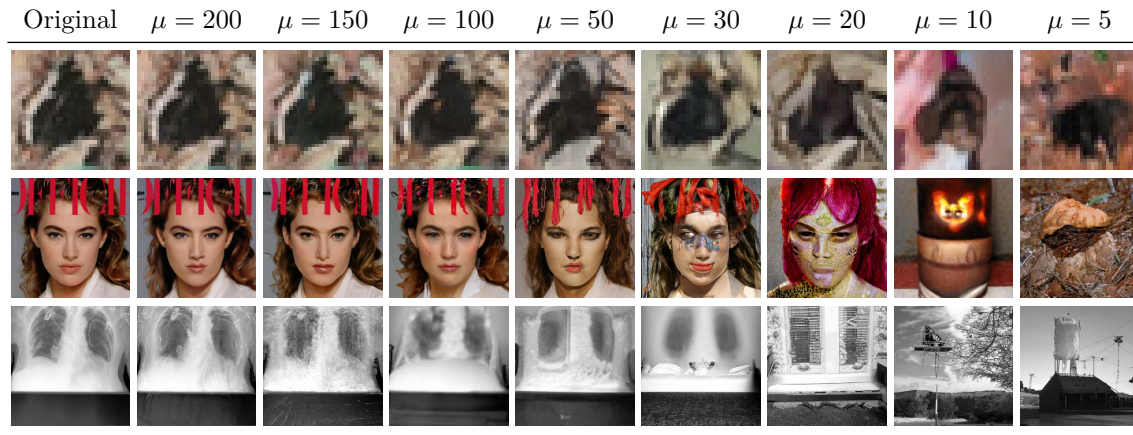 Original μ = 200 μ = 150 μ = 100 μ = 50 μ = 30 μ = 20 μ = 10 μ = 5